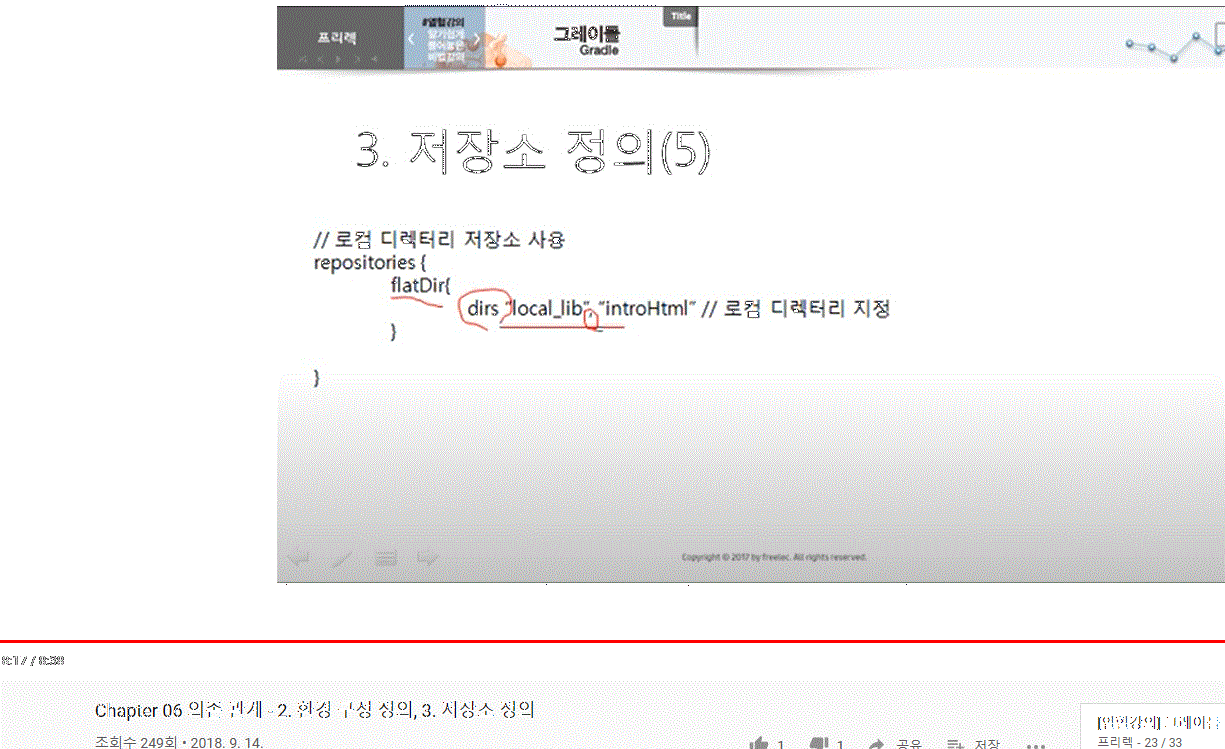 프리렉
#열혈강의
그레이들
Gradle
Title
3. 저장소 정의(5)
// 로컬 디렉터리 저장소 사용
repositories {
flatDir{
dirs "local_lib", "introHtml" // 로컬 디렉터리 지정
}
}
Copyright © 2017 by freelec. All rights reserved.
8:17 / 8:38
Chapter 06 의존 관계 - 2. 환경 구성 정의, 3. 저장소 정의
조회수 249회 • 2018. 9. 14.
1
1
공유
저장
[열혈강의] 그레이들
프리렉 - 23 / 33